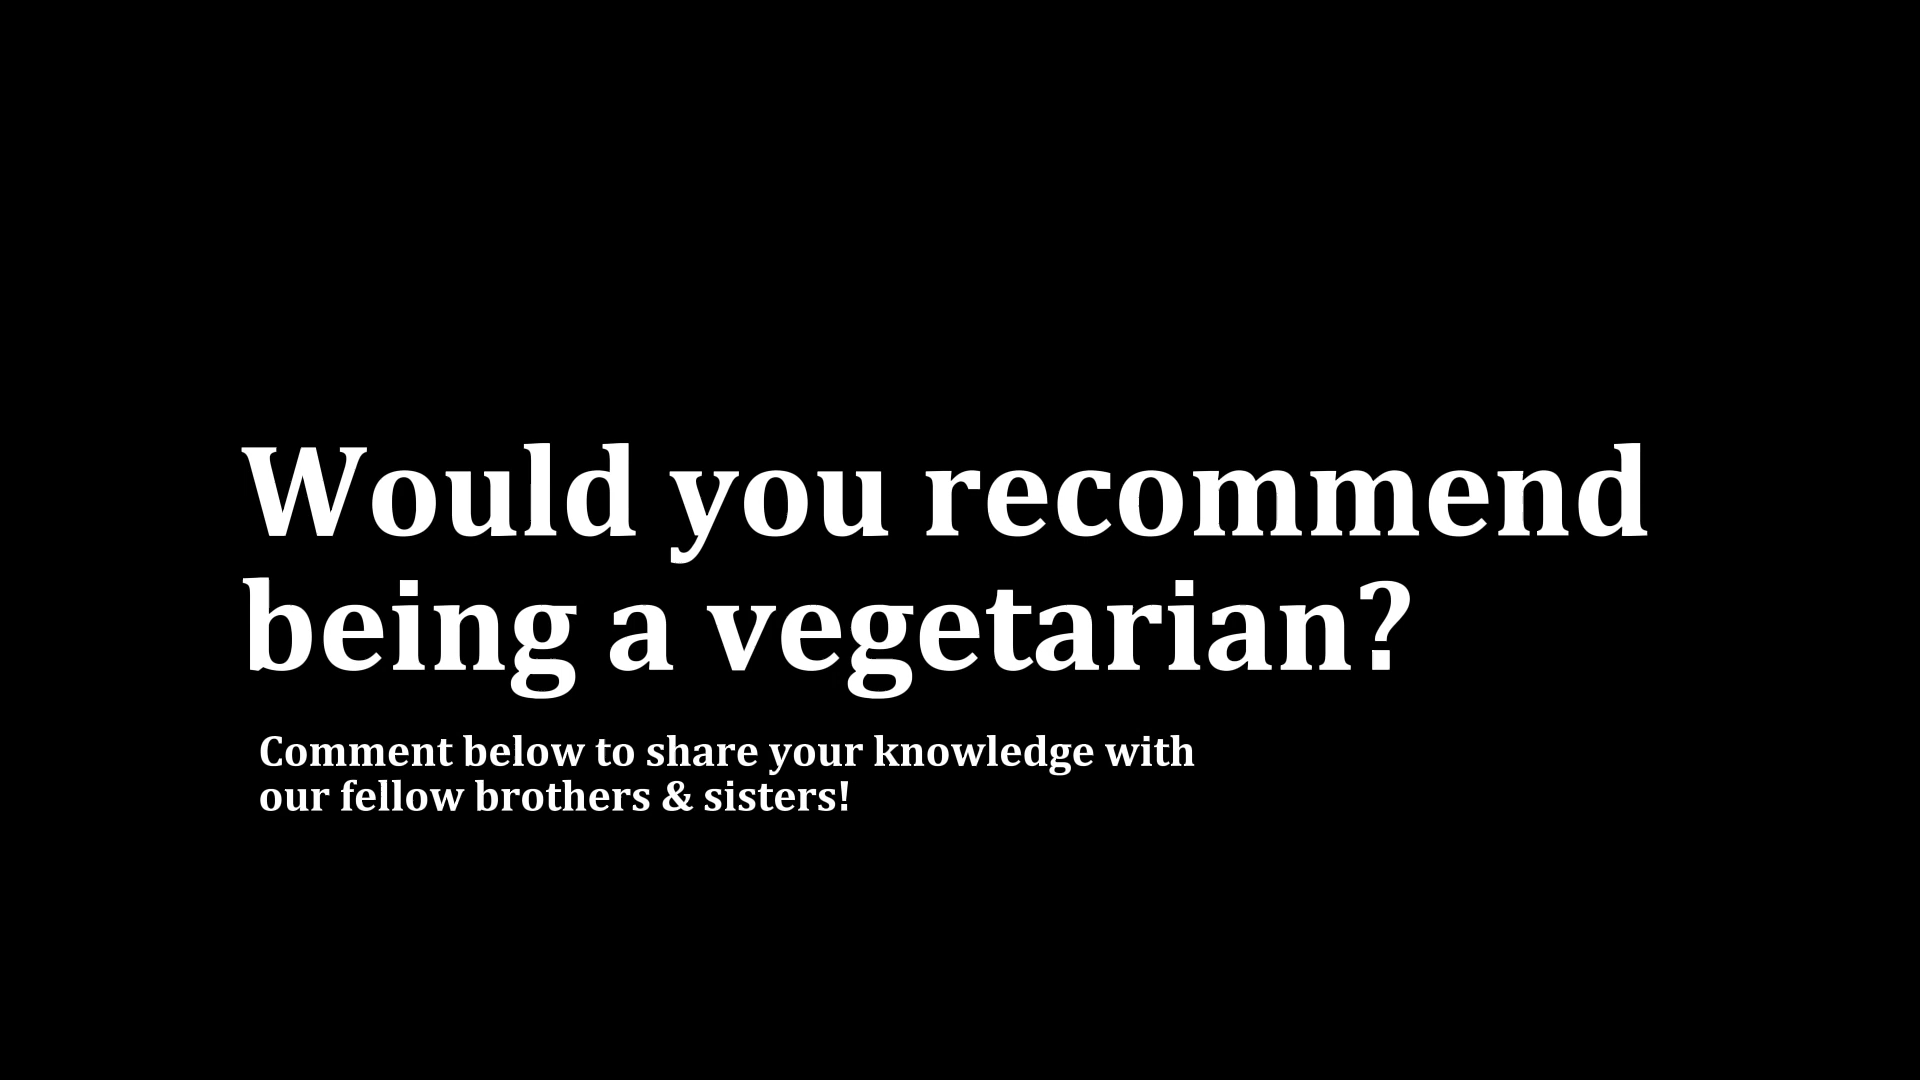 Would you recommend
being a vegetarian?
Comment below to share your knowledge with
our fellow brothers & sisters!